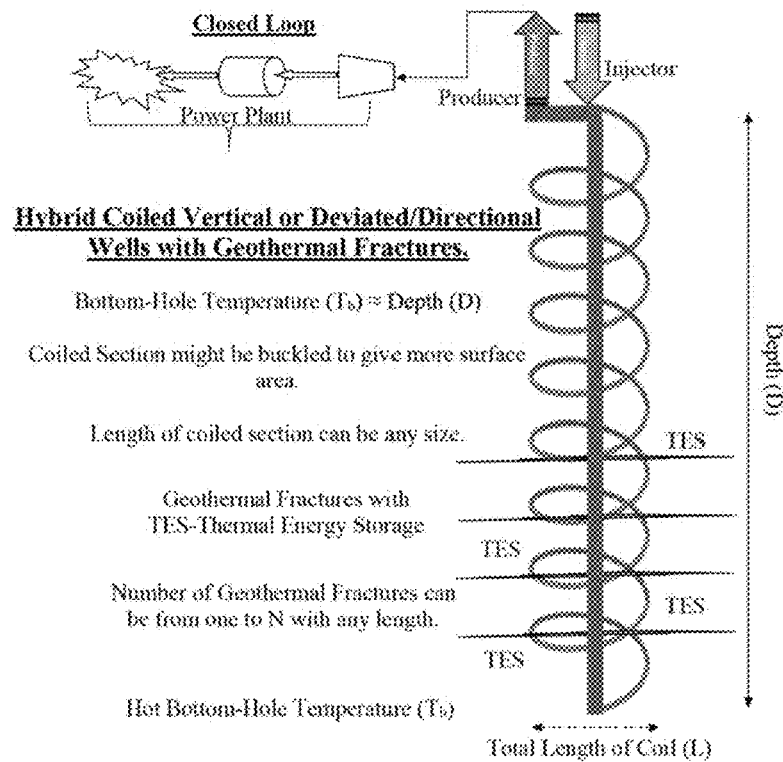 Closed Loop
Injector
Producer
Power Plant
Hybrid Coiled Vertical or Deviated/Directional
Wells with Geothermal Fractures.
Bottom-Hole Temperature (Tb) ≈ Depth (D)
Coiled Section might be buckled to give more surface
area.
Depth (D)
Length of coiled section can be any size.
TES
Geothermal Fractures with
TES-Thermal Energy Storage
TES
Number of Geothermal Fractures can
be from one to N with any length.
TES
TES
Hot Bottom-Hole Temperature (Tb)
Total Length of Coil (L)